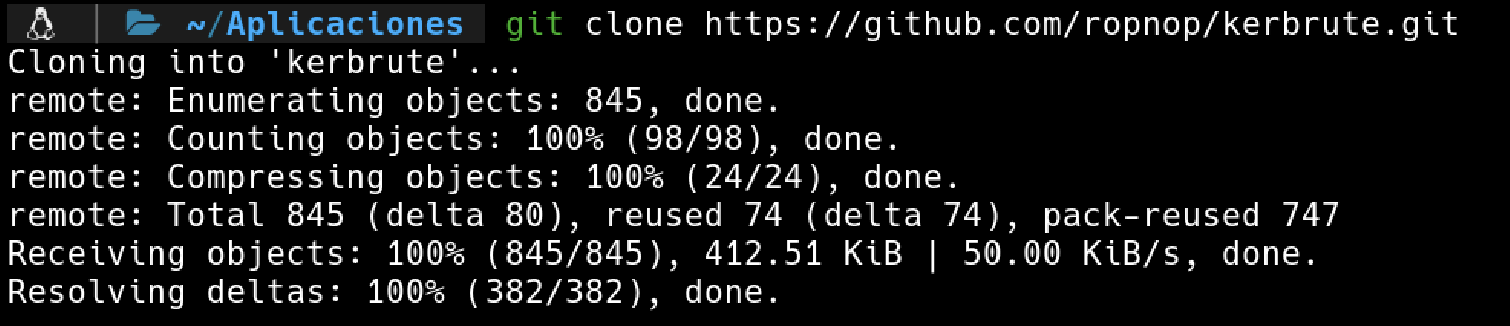 ~/Aplicaciones git clone https://github.com/ropnop/kerbrute.git
Cloning into 'kerbrute'...
remote: Enumerating objects: 845, done.
remote: Counting objects: 100% (98/98), done.
remote: Compressing objects: 100% (24/24), done.
remote: Total 845 (delta 80), reused 74 (delta 74), pack-reused 747
Receiving objects: 100% (845/845), 412.51 KiB | 50.00 KiB/s, done.
Resolving deltas: 100% (382/382), done.